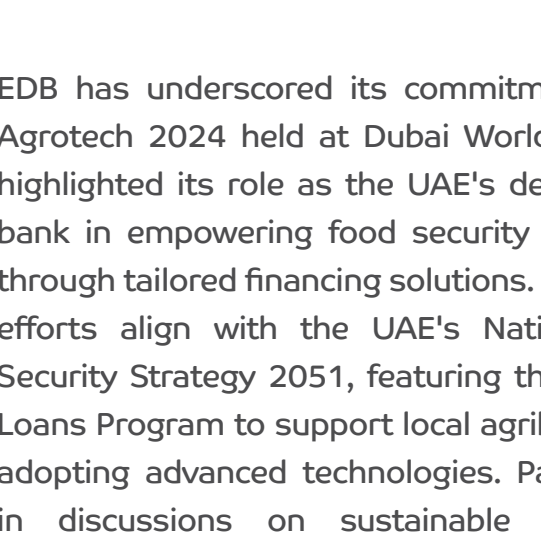 EDB has underscored its commitm
Agrotech 2024 held at Dubai Worl
highlighted its role as the UAE's de
bank in empowering food security
through tailored financing solutions.
efforts align with the UAE's Nati
Security Strategy 2051, featuring th
Loans Program to support local agri
adopting advanced technologies. Pa
in discussions on sustainable